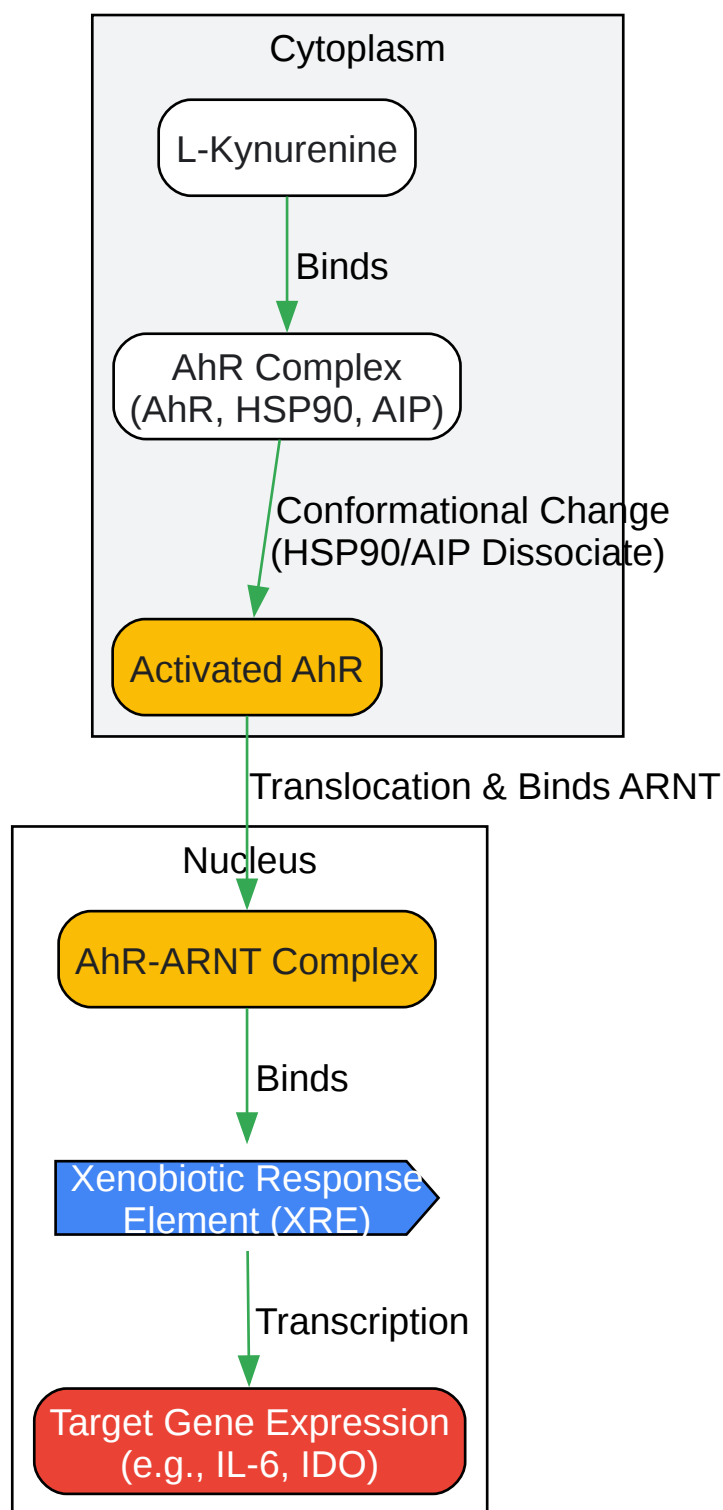 Cytoplasm
L-Kynurenine
Binds
AhR Complex
(AhR, HSP90, AIP)
Conformational Change
(HSP90/AIP Dissociate)
Activated AhR
Translocation & Binds ARNT
Nucleus
AhR-ARNT Complex
Binds
Xenobiotic Response
Element (XRE)
Transcription
Target Gene Expression
(e.g., IL-6, IDO)